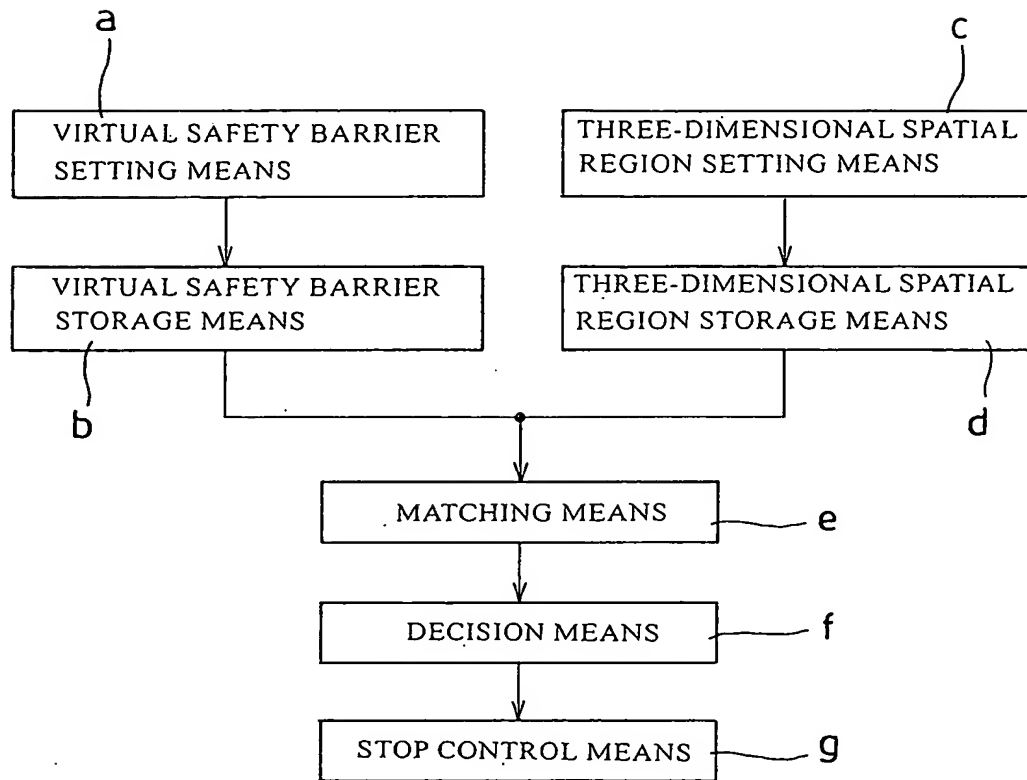 a
c
VIRTUAL SAFETY BARRIER
SETTING MEANS
THREE-DIMENSIONAL SPATIAL
REGION SETTING MEANS
VIRTUAL SAFETY BARRIER
STORAGE MEANS
THREE-DIMENSIONAL SPATIAL
REGION STORAGE MEANS
b
d
MATCHING MEANS
e
DECISION MEANS
f
STOP CONTROL MEANS
g